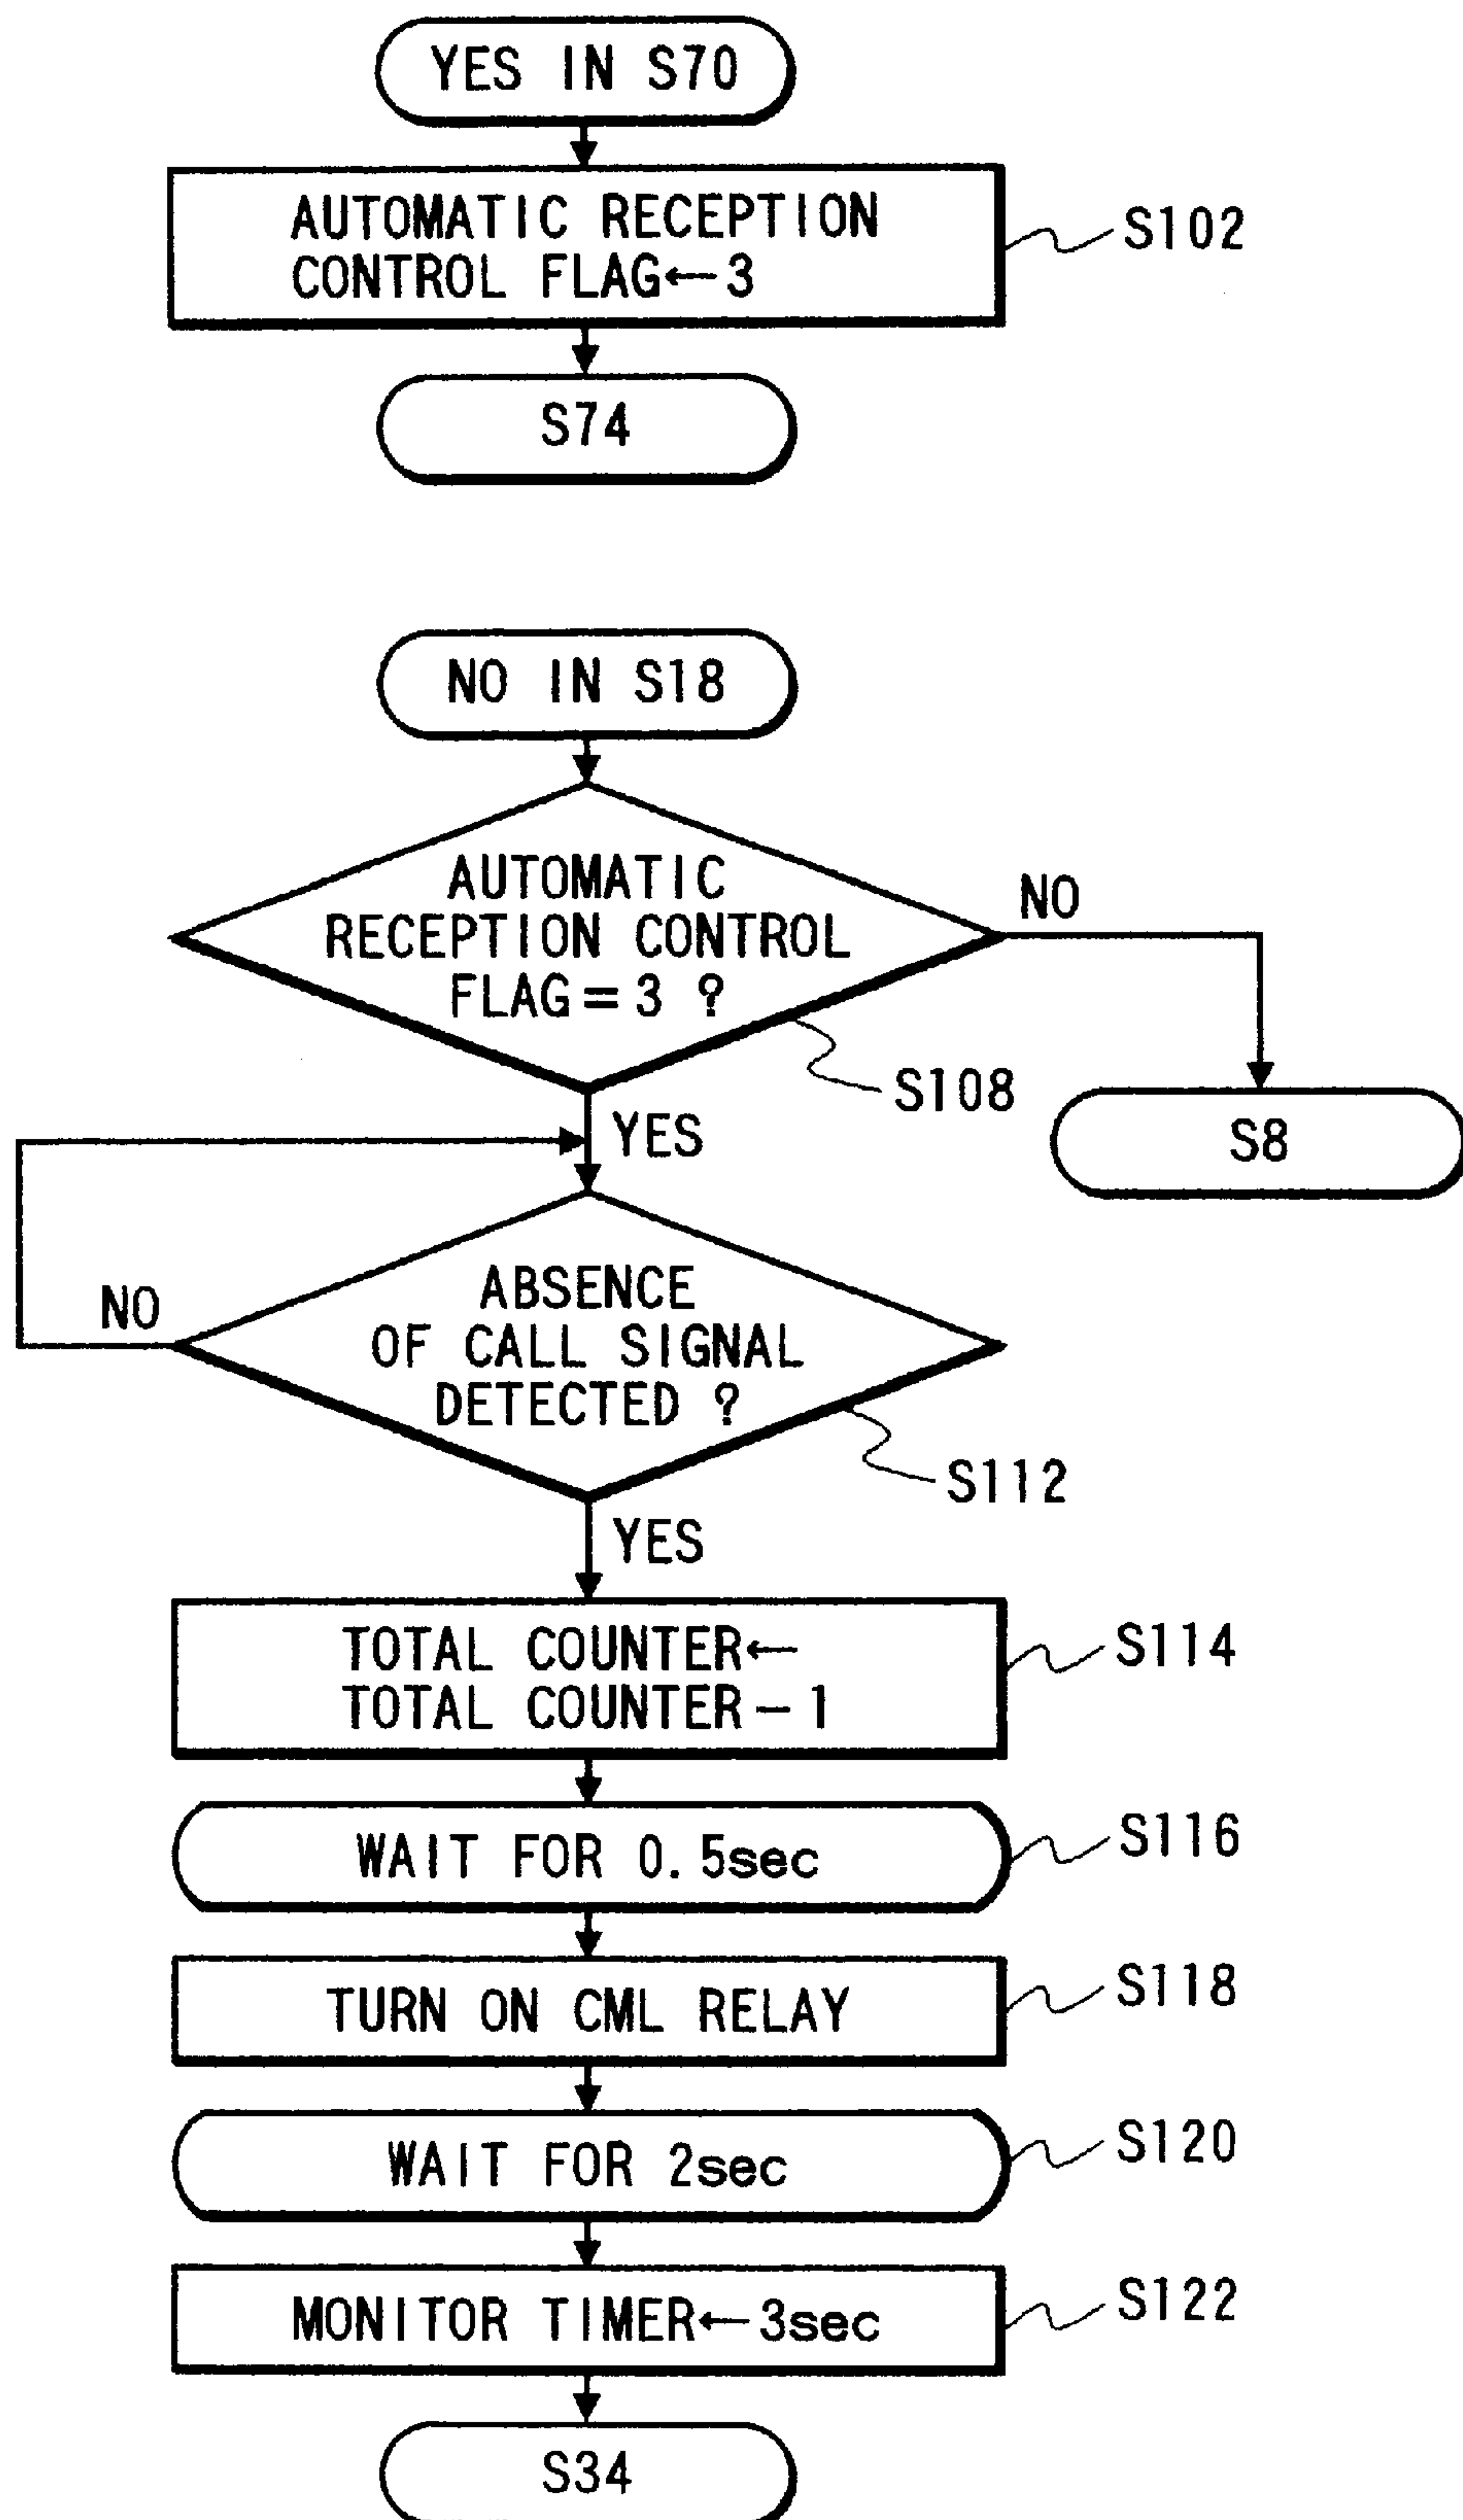 YES IN S70
AUTOMATIC RECEPTION
CONTROL FLAG←3
S102
S74
NO IN S18
AUTOMATIC
RECEPTION CONTROL
FLAG=3 ?
NO
S108
YES
S8
ABSENCE
OF CALL SIGNAL
DETECTED ?
NO
S112
YES
TOTAL COUNTER←
TOTAL COUNTER-1
S114
WAIT FOR 0.5sec
S116
TURN ON CML RELAY
S118
WAIT FOR 2sec
S120
MONITOR TIMER←3sec
S122
S34